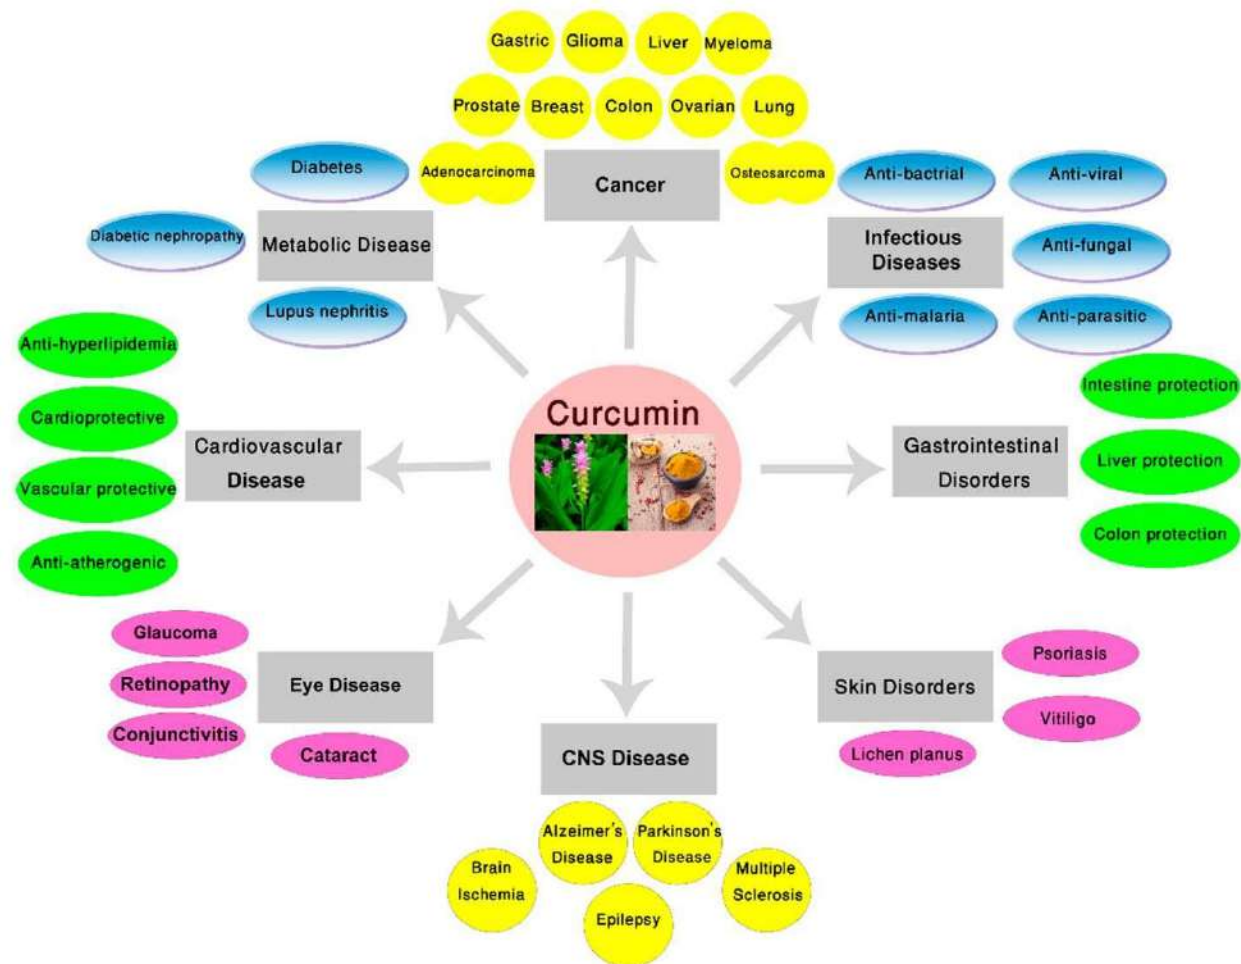 Gastric
Glioma
Liver
Myeloma
Prostate
Breast
Colon
Ovarian
Lung
Adenocarcinoma
Cancer
Osteosarcoma
Diabetes
Diabetic nephropathy
Metabolic Disease
Lupus nephritis
Anti-bactrial
Anti-viral
Infectious
Diseases
Anti-fungal
Anti-malaria
Anti-parasitic
Anti-hyperlipidemia
Cardioprotective
Cardiovascular
Disease
Vascular protective
Anti-atherogenic
Curcumin
Intestine protection
Gastrointestinal
Disorders
Liver protection
Colon protection
Glaucoma
Retinopathy
Eye Disease
Conjunctivitis
Cataract
CNS Disease
Alzeimer's
Disease
Parkinson's
Disease
Brain
Ischemia
Epilepsy
Multiple
Sclerosis
Psoriasis
Skin Disorders
Vitiligo
Lichen planus